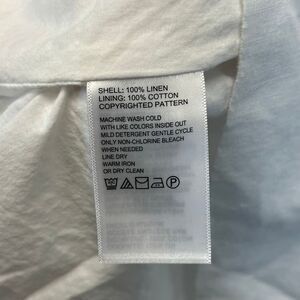 SHELL: 100% LINEN
LINING: 100% COTTON
COPYRIGHTED PATTERN
MACHINE WASH COLD
WITH LIKE COLORS INSIDE OUT
MILD DETERGENT GENTLE CYCLE
ONLY NON-CHLORINE BLEACH
WHEN NEEDED
LINE DRY
WARM IRON
OR DRY CLEAN